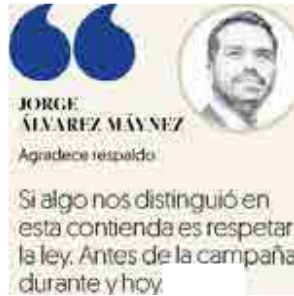 JORGE
ÁLVAREZ MÁYNEZ
Agradece respaldo
Si algo nos distinguió en
esta contienda es respetar
la ley. Antes de la campaña
durante y hoy